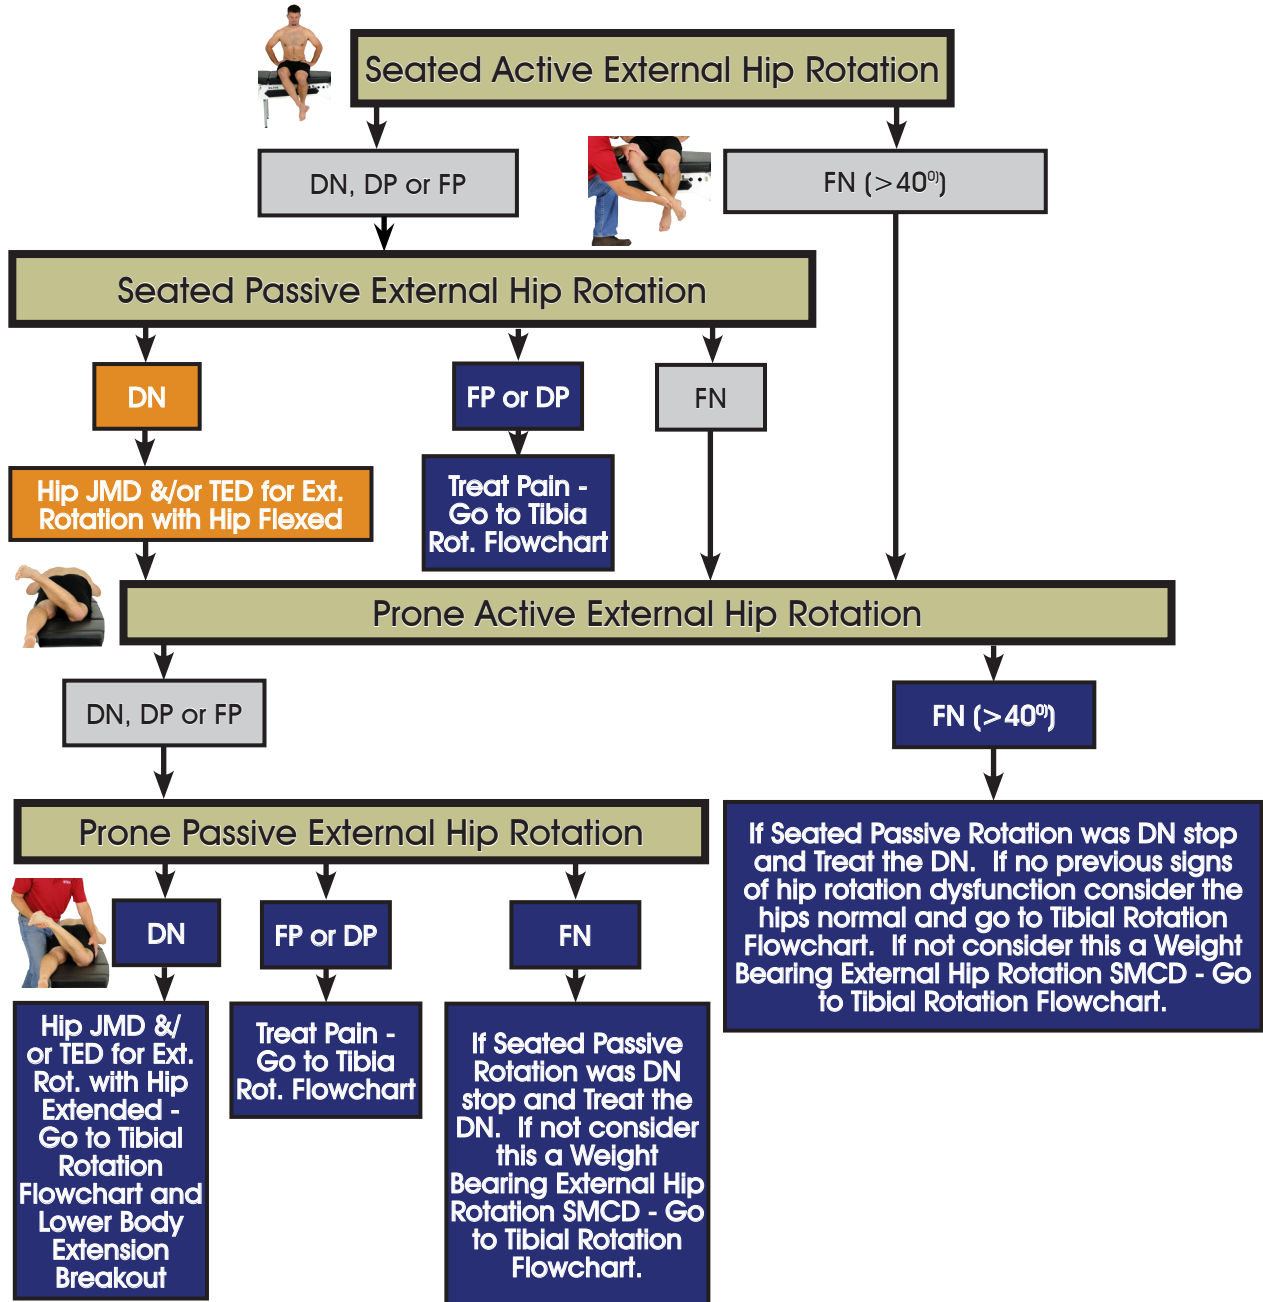 Seated Active External Hip Rotation
DN, DP or FP
FN (>40⁰⁾)
Seated Passive External Hip Rotation
DN
FP or DP
FN
Hip JMD &/or TED for Ext.
Rotation with Hip Flexed
Treat Pain -
Go to Tibia
Rot. Flowchart
Prone Active External Hip Rotation
DN, DP or FP
FN (>40⁰⁾)
Prone Passive External Hip Rotation
DN
FP or DP
FN
If Seated Passive Rotation was DN stop
and Treat the DN.  If no previous signs
of hip rotation dysfunction consider the
hips normal and go to Tibial Rotation
Flowchart.  If not consider this a Weight
Bearing External Hip Rotation SMCD - Go
to Tibial Rotation Flowchart.
Hip JMD &/
or TED for Ext.
Rot. with Hip
Extended -
Go to Tibial
Rotation
Flowchart and
Lower Body
Extension
Breakout
Treat Pain -
Go to Tibia
Rot. Flowchart
If Seated Passive
Rotation was DN
stop and Treat the
DN.  If not consider
this a Weight
Bearing External Hip
Rotation SMCD - Go
to Tibial Rotation
Flowchart.